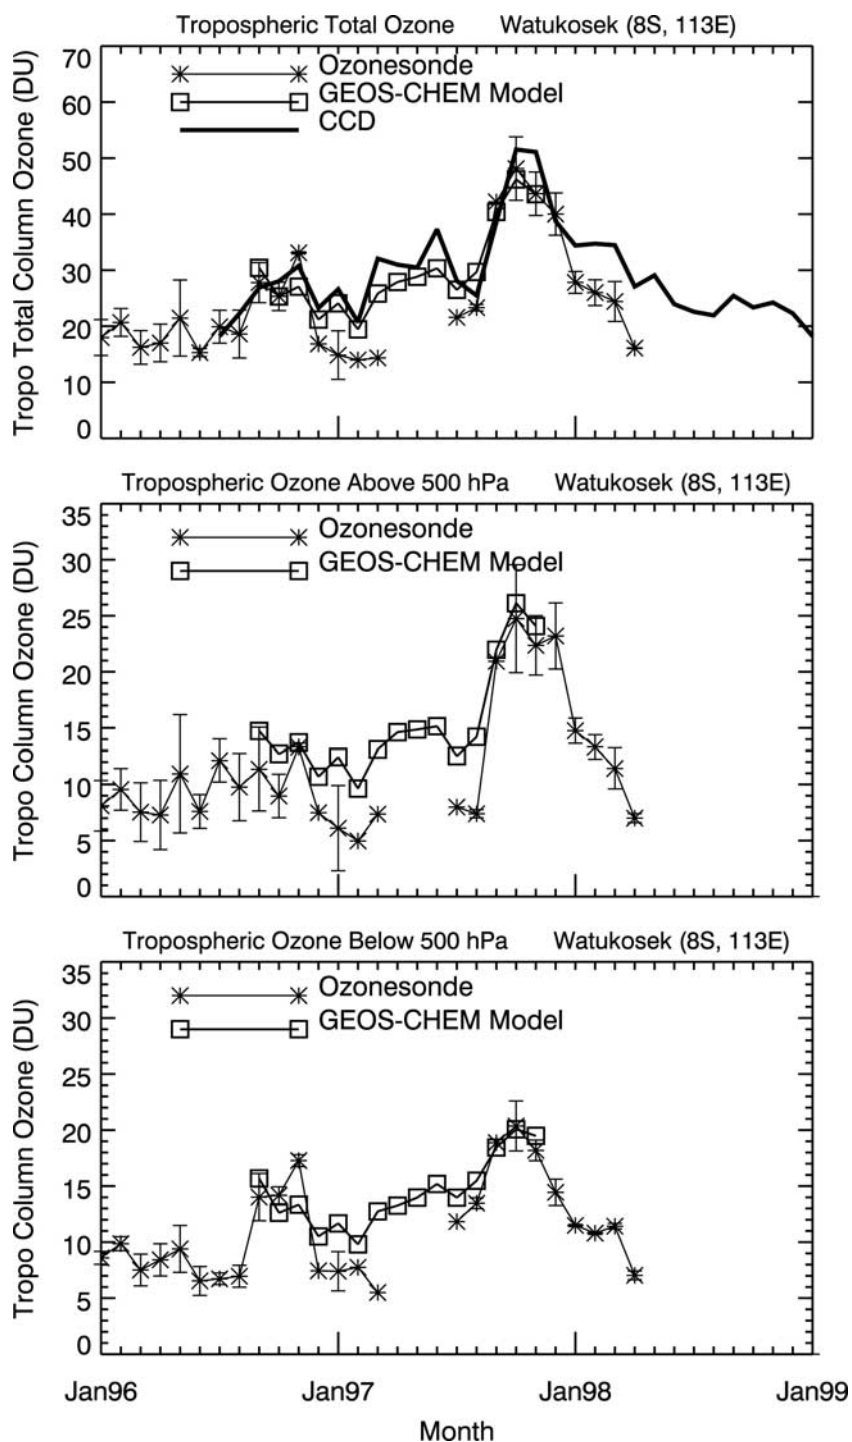 Tropospheric Total Ozone Watukosek (8S, 113E)
Tropo Total Column Ozone (DU)
70
60
50
40
30
20
10
0
Ozonesonde
GEOS-CHEM Model
CCD
Tropospheric Ozone Above 500 hPa Watukosek (8S, 113E)
Tropo Column Ozone (DU)
35
30
25
20
15
10
5
0
Ozonesonde
GEOS-CHEM Model
Tropospheric Ozone Below 500 hPa Watukosek (8S, 113E)
Tropo Column Ozone (DU)
35
30
25
20
15
10
5
0
Ozonesonde
GEOS-CHEM Model
Jan96 Jan97 Jan98 Jan99
Month